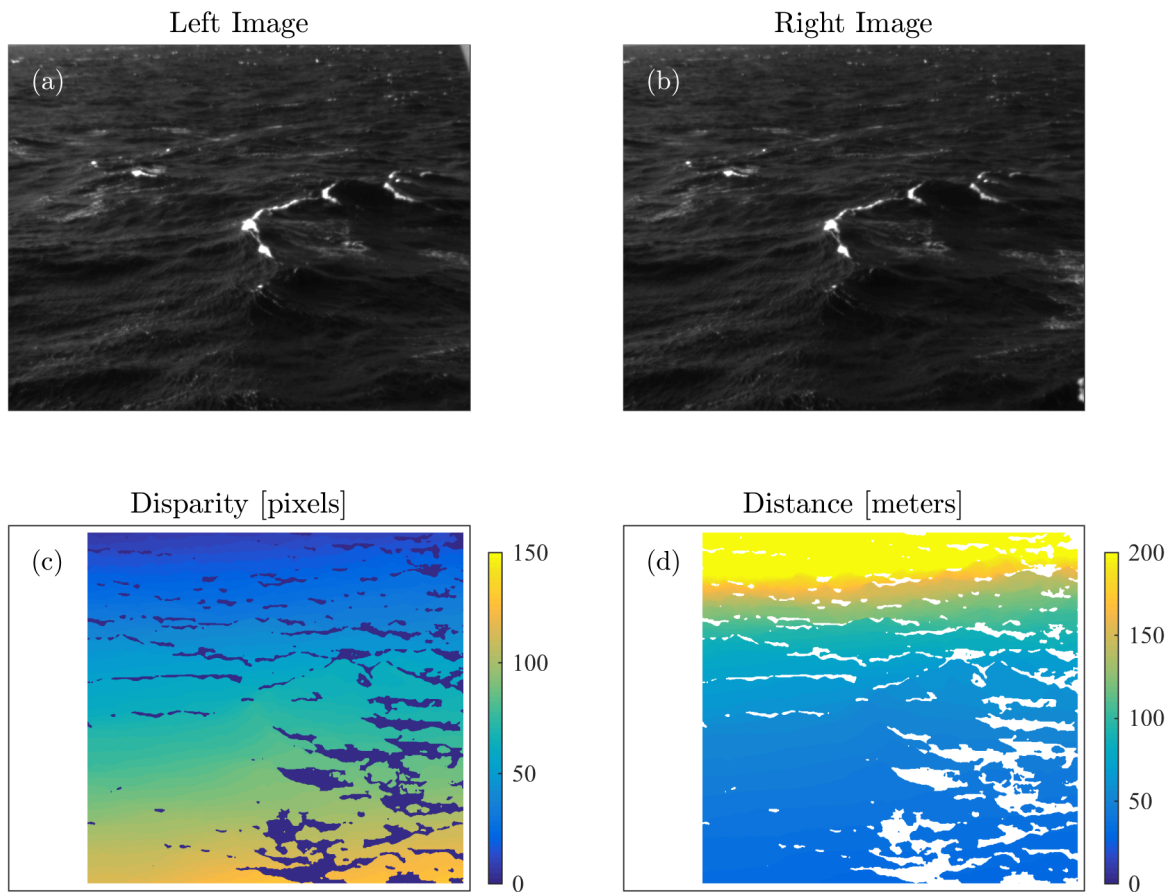 Left Image
Right Image
(a)
(b)
Disparity [pixels]
Distance [meters]
(c)
150
100
50
0
(d)
200
150
100
50
0